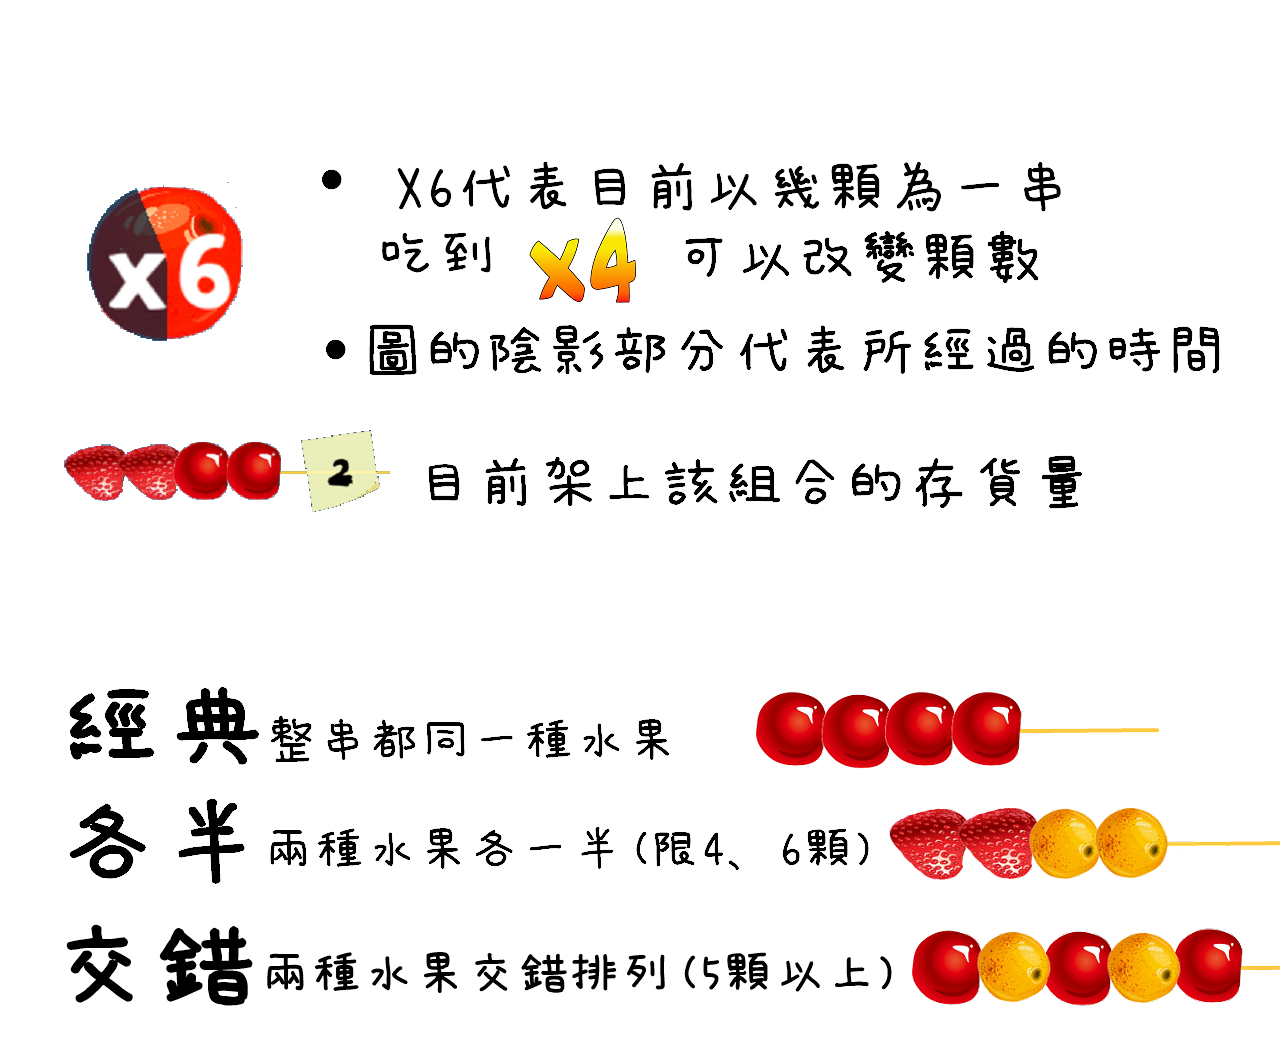 x6
• X6代表目前以幾顆為一串
吃到 x4 可以改變顆數
• 圖的陰影部分代表所經過的時間
2 目前架上該組合的存貨量
經典 整串都同一種水果
各半 兩種水果各一半(限4、6顆)
交錯 兩種水果交錯排列(5顆以上)